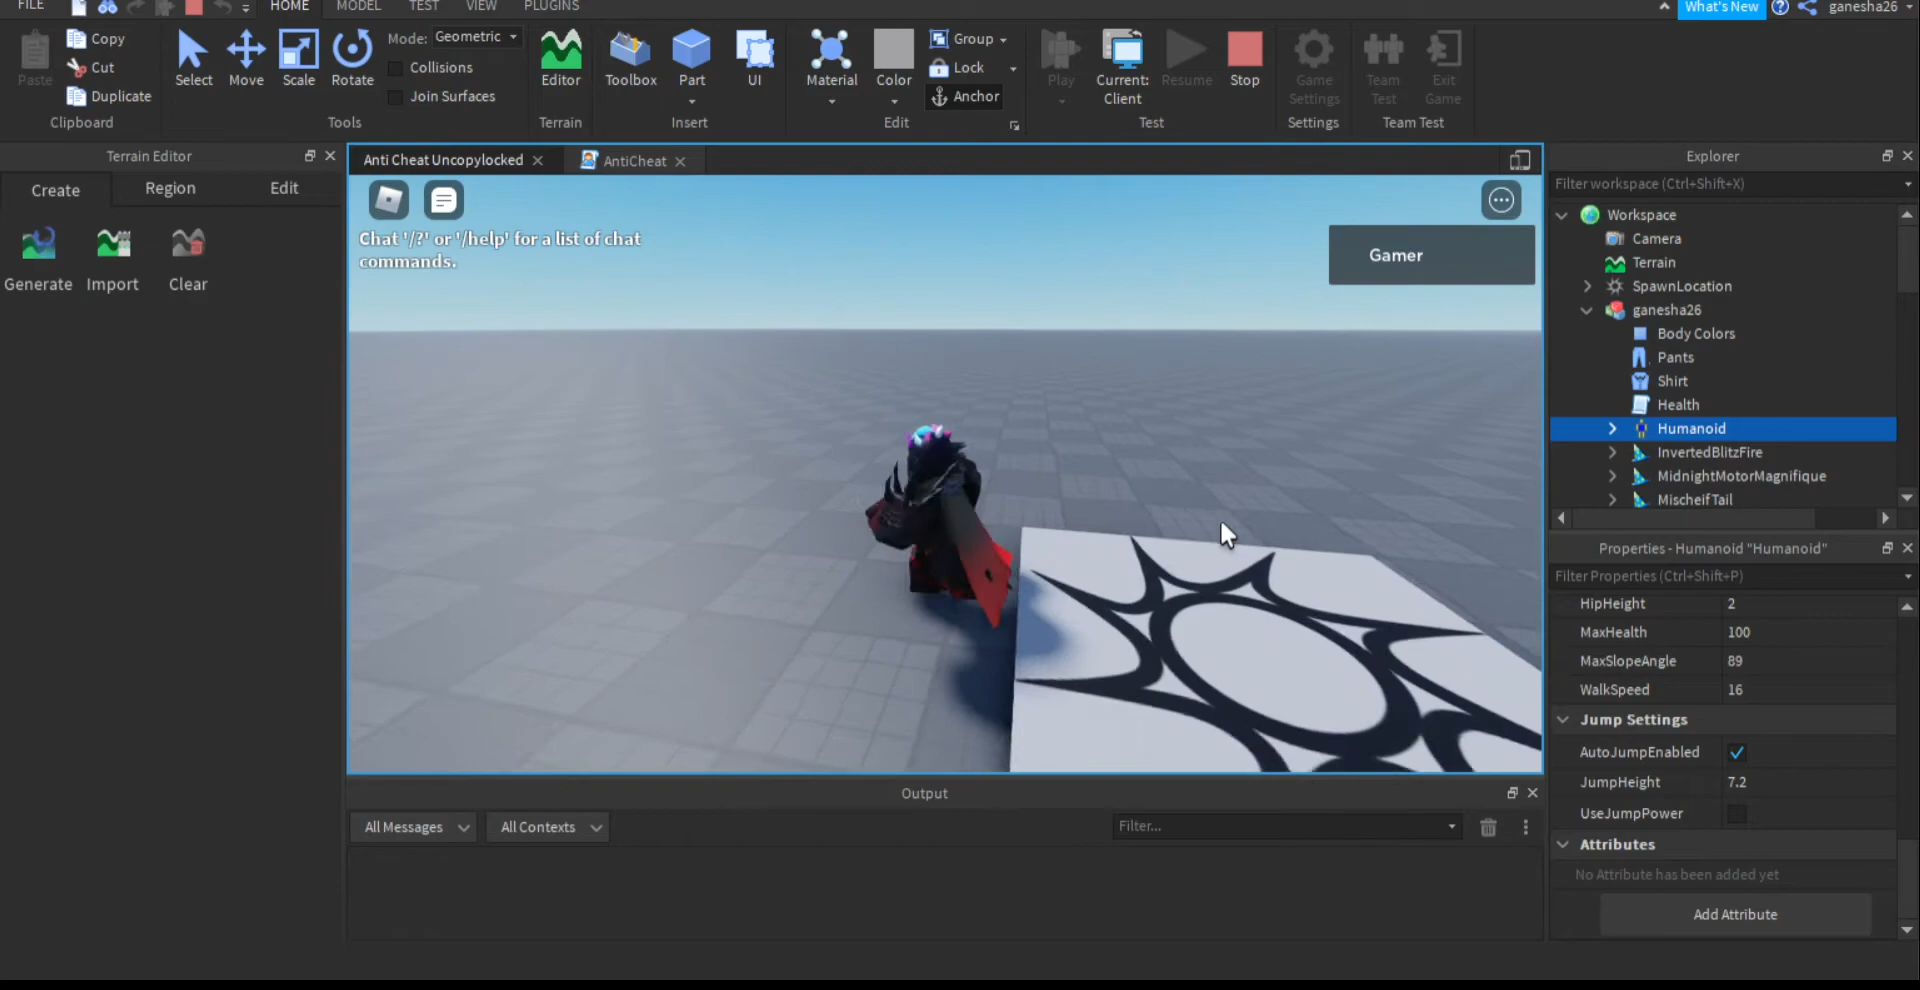 FILE
HOME
MODEL
TEST
VIEW
PLUGINS
What's New
ganesha26
Paste
Copy
Cut
Duplicate
Clipboard
Select
Move
Scale
Rotate
Mode: Geometric
Collisions
Join Surfaces
Tools
Editor
Terrain
Toolbox
Part
UI
Insert
Material
Color
Group
Lock
Anchor
Edit
Play
Current:
Client
Resume
Stop
Test
Game
Settings
Settings
Team
Test
Exit
Game
Team Test
Terrain Editor
Create
Region
Edit
Generate
Import
Clear
Anti Cheat Uncopylocked
AntiCheat
Chat '/?' or '/help' for a list of chat
commands.
Gamer
Output
All Messages
All Contexts
Filter...
Explorer
Filter workspace (Ctrl+Shift+X)
Workspace
Camera
Terrain
SpawnLocation
ganesha26
Body Colors
Pants
Shirt
Health
Humanoid
InvertedBlitzFire
MidnightMotorMagnifique
MischeifTail
Properties - Humanoid "Humanoid"
Filter Properties (Ctrl+Shift+P)
HipHeight 2
MaxHealth 100
MaxSlopeAngle 89
WalkSpeed 16
Jump Settings
AutoJumpEnabled
JumpHeight 7.2
UseJumpPower
Attributes
No Attribute has been added yet
Add Attribute